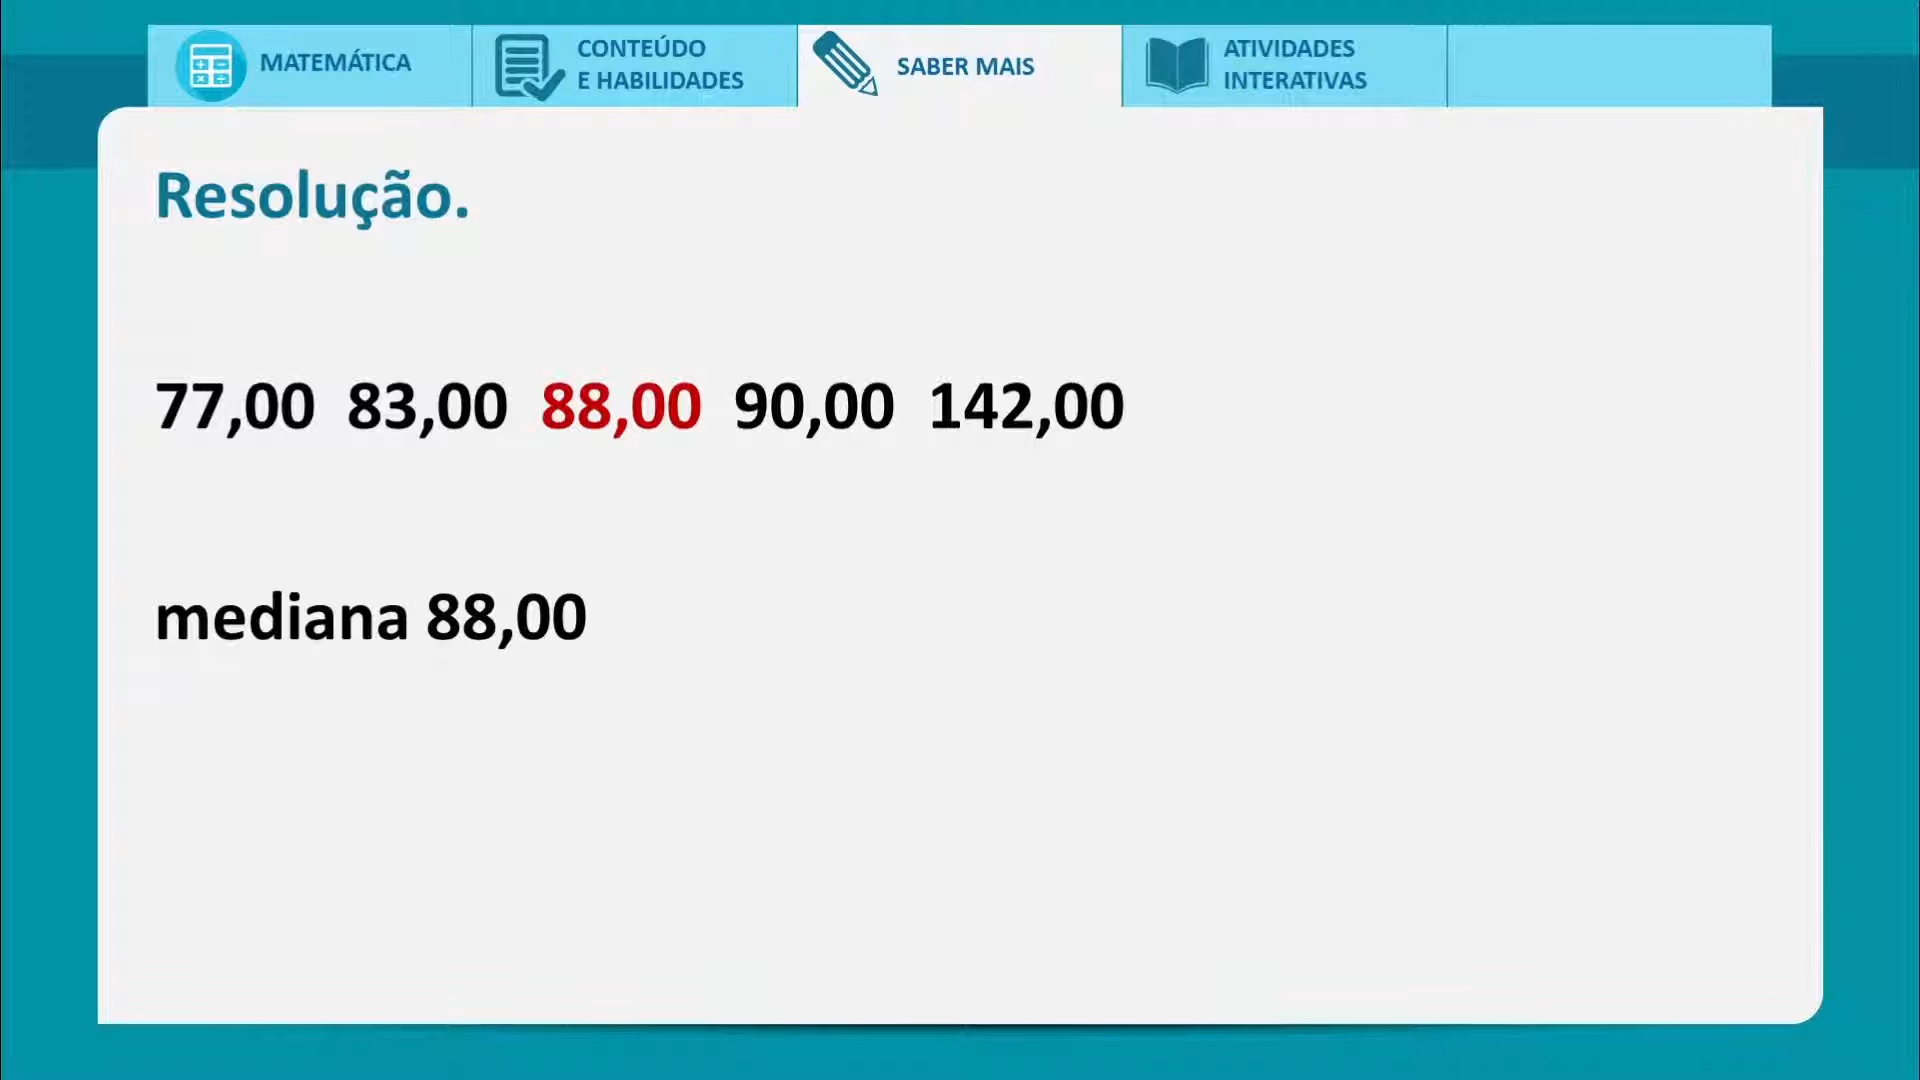 MATEMÁTICA
CONTEÚDO
E HABILIDADES
SABER MAIS
ATIVIDADES
INTERATIVAS
Resolução.
77,00 83,00 88,00 90,00 142,00
mediana 88,00